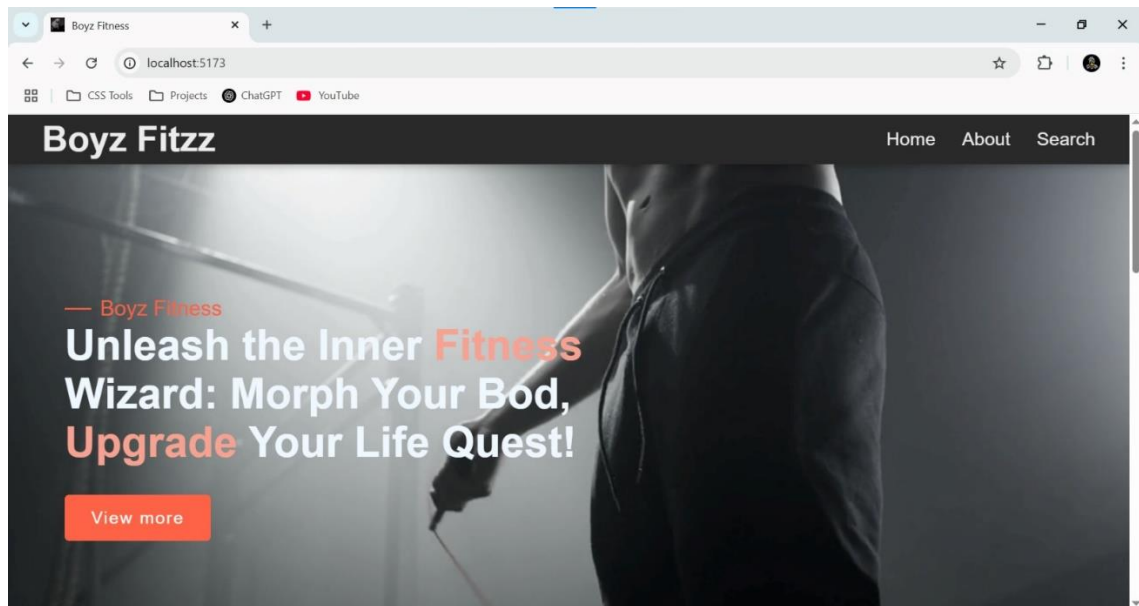 Boyz Fitness
localhost:5173
CSS Tools Projects ChatGPT YouTube
Boyz Fitzz
Home About Search
Boyz Fitness
Unleash the Inner Fitness
Wizard: Morph Your Bod,
Upgrade Your Life Quest!
View more